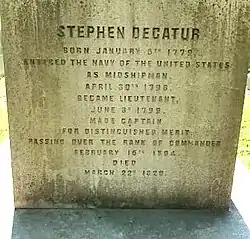 STEPHEN DECATUR
BORN JANUARY 5TH 1779,
ENTERED THE NAVY OF THE UNITED STATES
AS MIDSHIPMAN,
APRIL 30TH 1798,
BECAME LIEUTENANT,
JUNE 3D 1799,
MADE CAPTAIN
FOR DISTINGUISHED MERIT,
PASSING OVER THE RANK OF COMMANDER
FEBRUARY 16TH 1804,
DIED
MARCH 22D 1820.